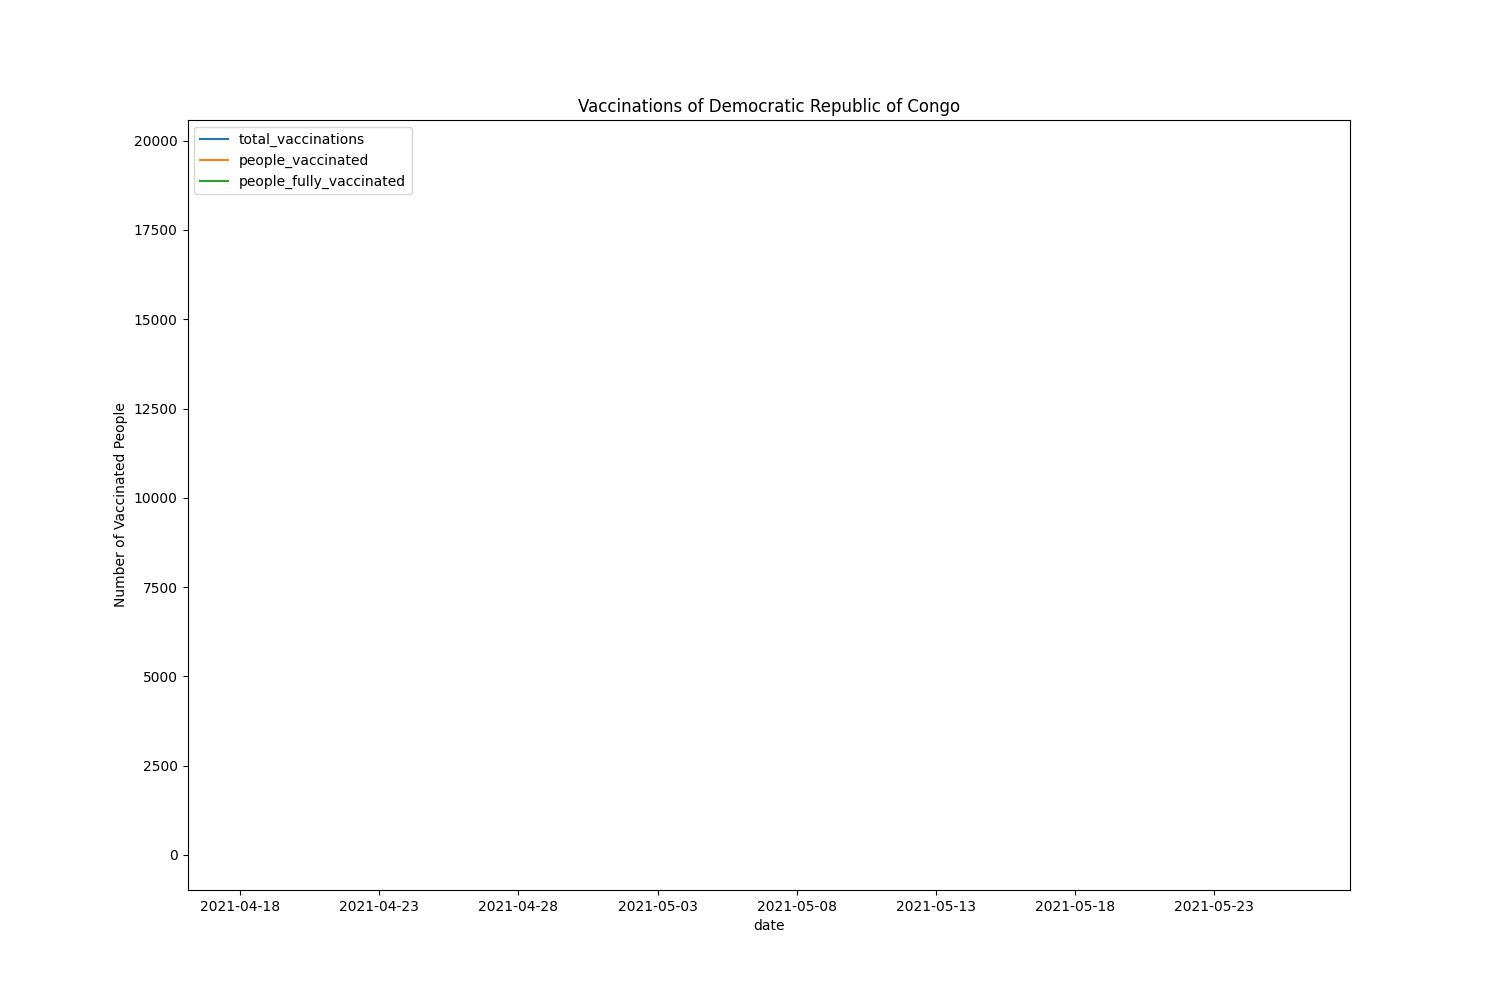 Vaccinations of Democratic Republic of Congo
total_vaccinations
people_vaccinated
people_fully_vaccinated
20000
17500
15000
12500
10000
7500
5000
2500
0
Number of Vaccinated People
2021-04-18 2021-04-23 2021-04-28 2021-05-03 2021-05-08 2021-05-13 2021-05-18 2021-05-23
date